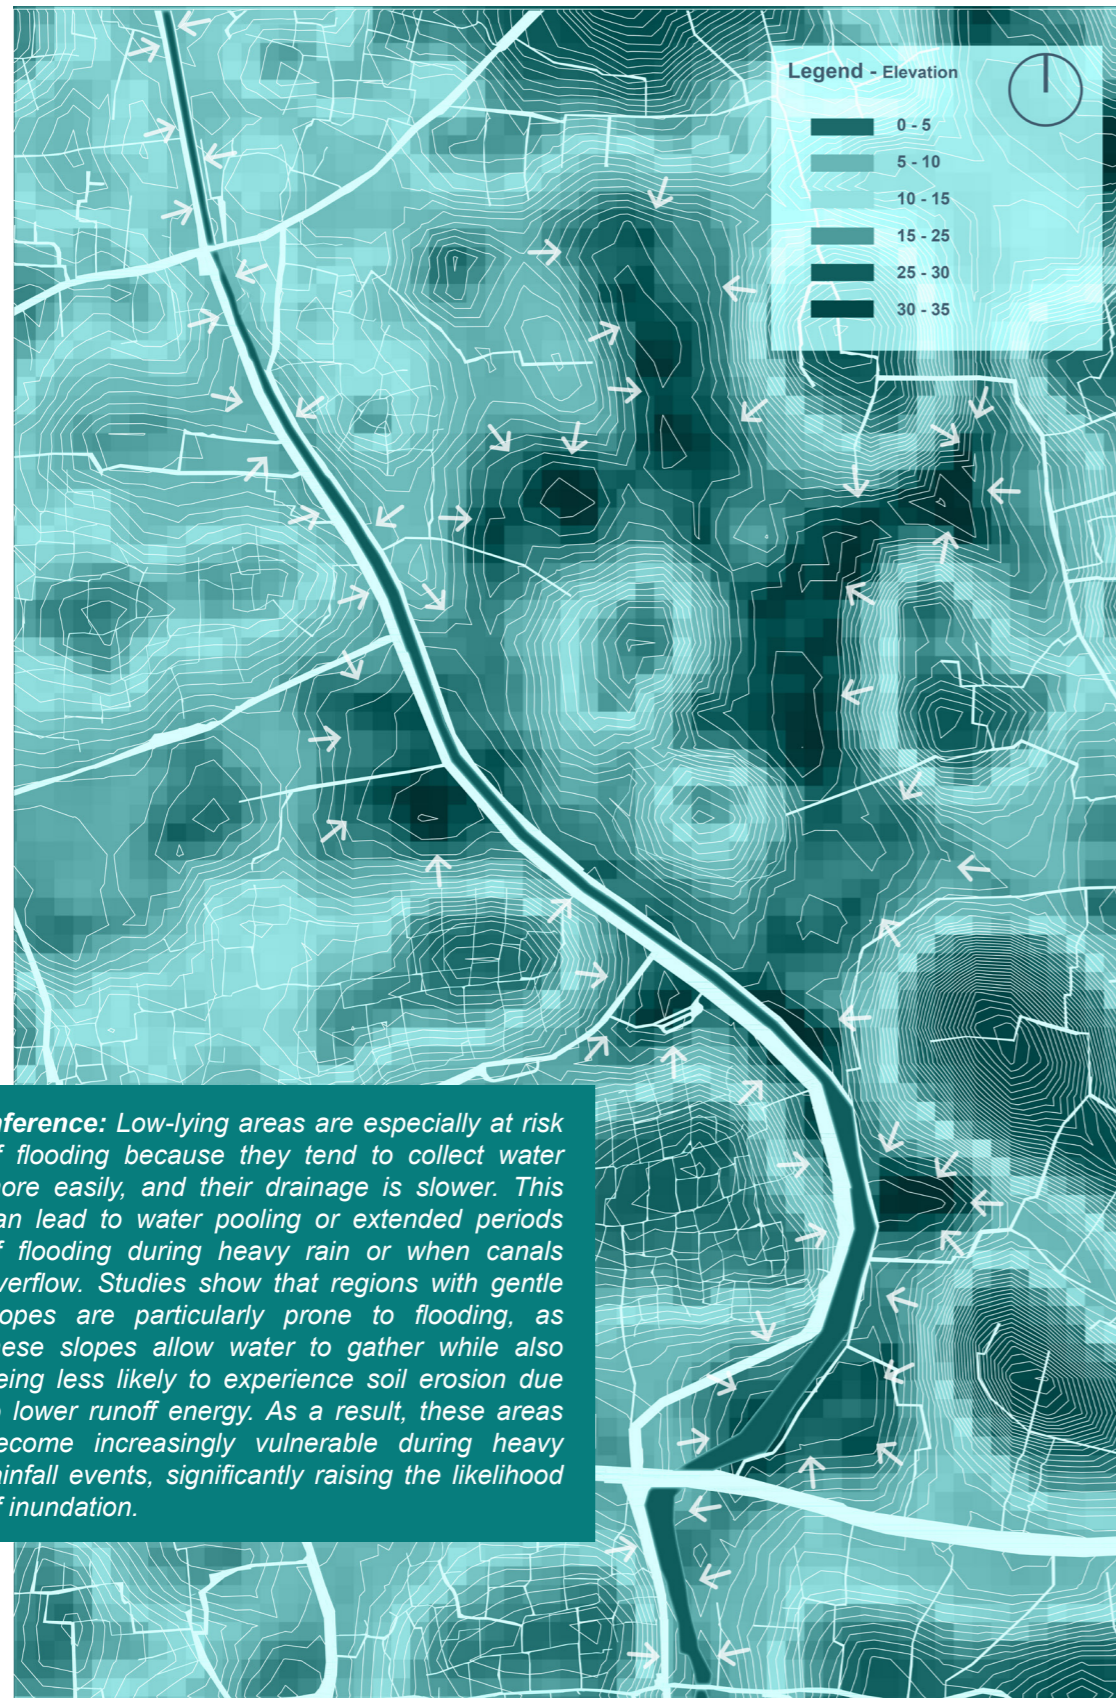 Legend - Elevation
0 - 5
5 - 10
10 - 15
15 - 25
25 - 30
30 - 35
nference: Low-lying areas are especially at risk
f flooding because they tend to collect water
ore easily, and their drainage is slower. This
an lead to water pooling or extended periods
f flooding during heavy rain or when canals
verflow. Studies show that regions with gentle
opes are particularly prone to flooding, as
ese slopes allow water to gather while also
eing less likely to experience soil erosion due
lower runoff energy. As a result, these areas
ecome increasingly vulnerable during heavy
ainfall events, significantly raising the likelihood
f inundation.